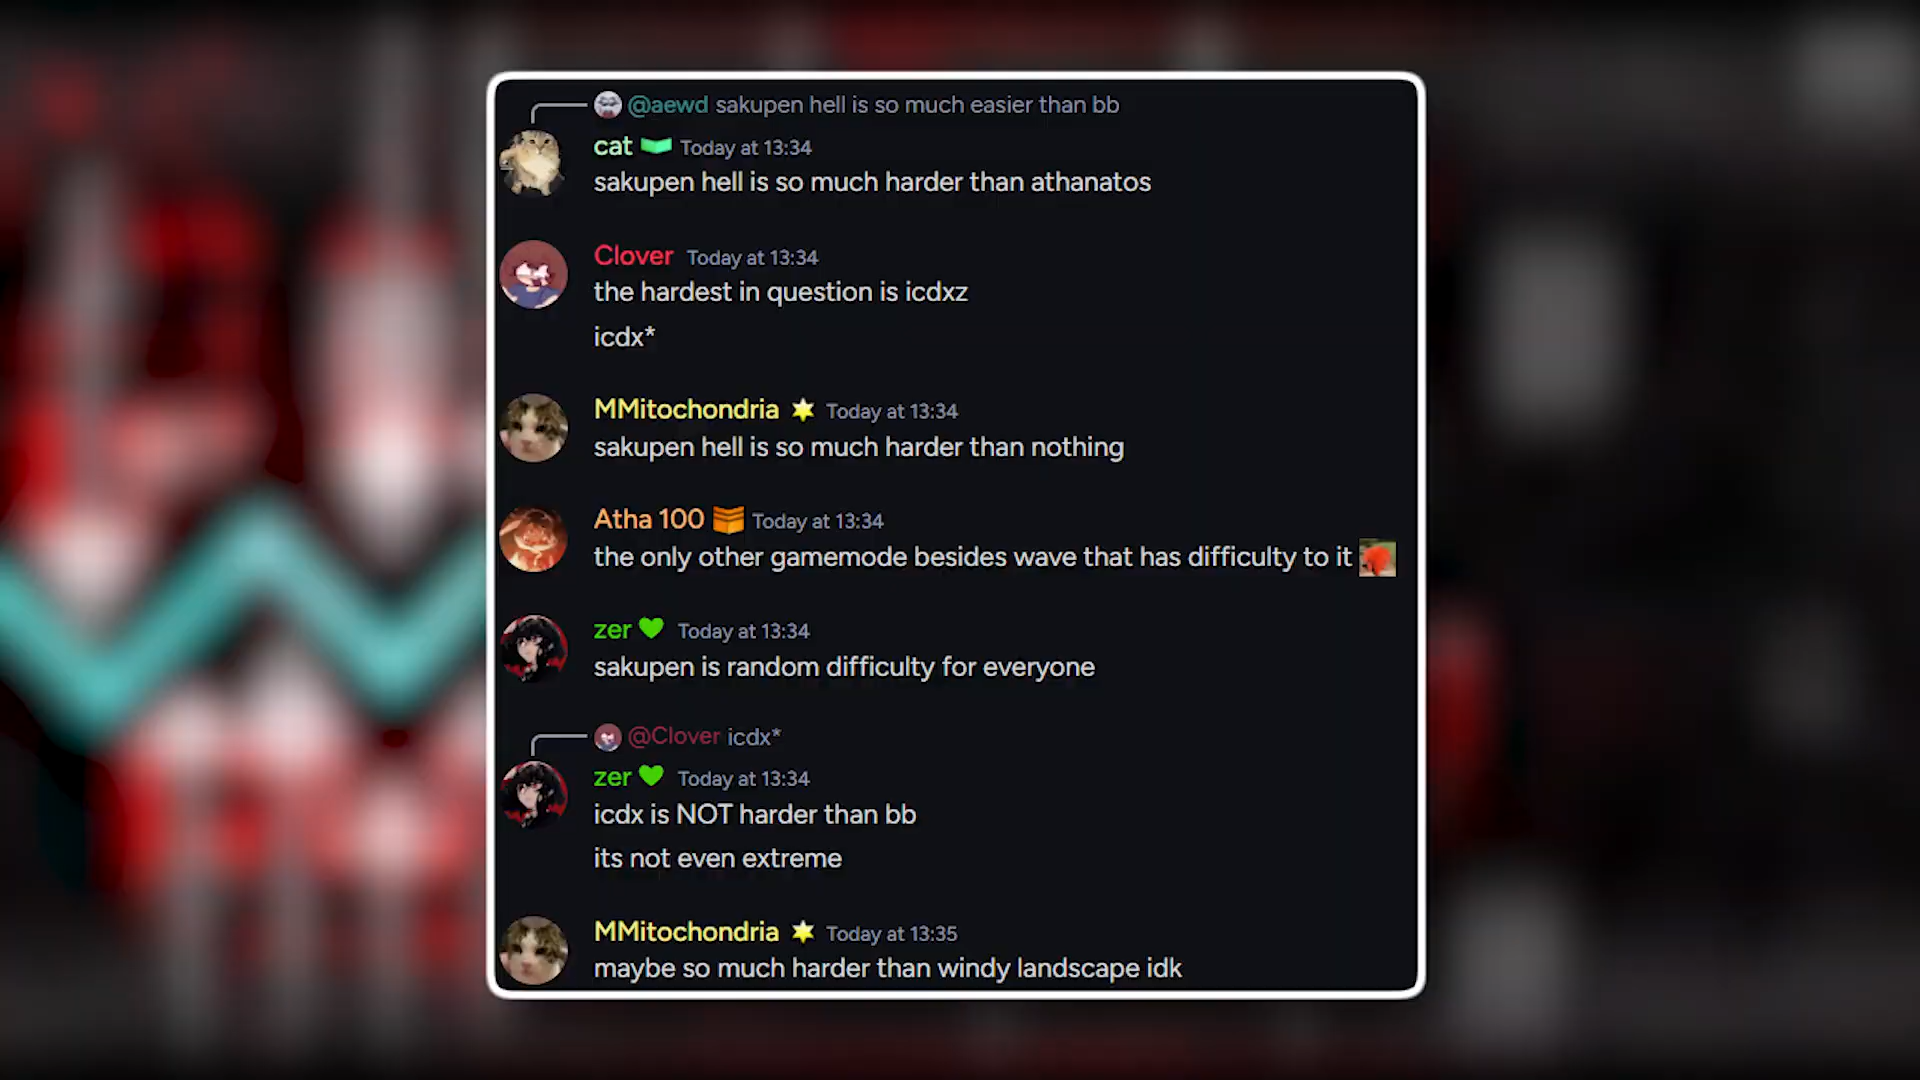 @aewd sakupen hell is so much easier than bb
cat Today at 13:34
sakupen hell is so much harder than athanatos
Clover Today at 13:34
the hardest in question is icdxz
icdx*
MMitochondria Today at 13:34
sakupen hell is so much harder than nothing
Atha 100 Today at 13:34
the only other gamemode besides wave that has difficulty to it
zer Today at 13:34
sakupen is random difficulty for everyone
@Clover icdx*
zer Today at 13:34
icdx is NOT harder than bb
its not even extreme
MMitochondria Today at 13:35
maybe so much harder than windy landscape idk